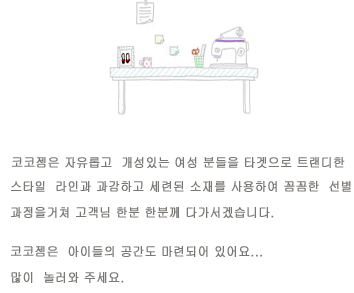 코코젬은 자유롭고 개성있는 여성 분들을 타겟으로 트랜디한
스타일 라인과 과감하고 세련된 소재를 사용하여 꼼꼼한 선별
과정을거쳐 고객님 한분 한분께 다가서겠습니다.
코코젬은 아이들의 공간도 마련되어 있어요...
많이 놀러와 주세요.